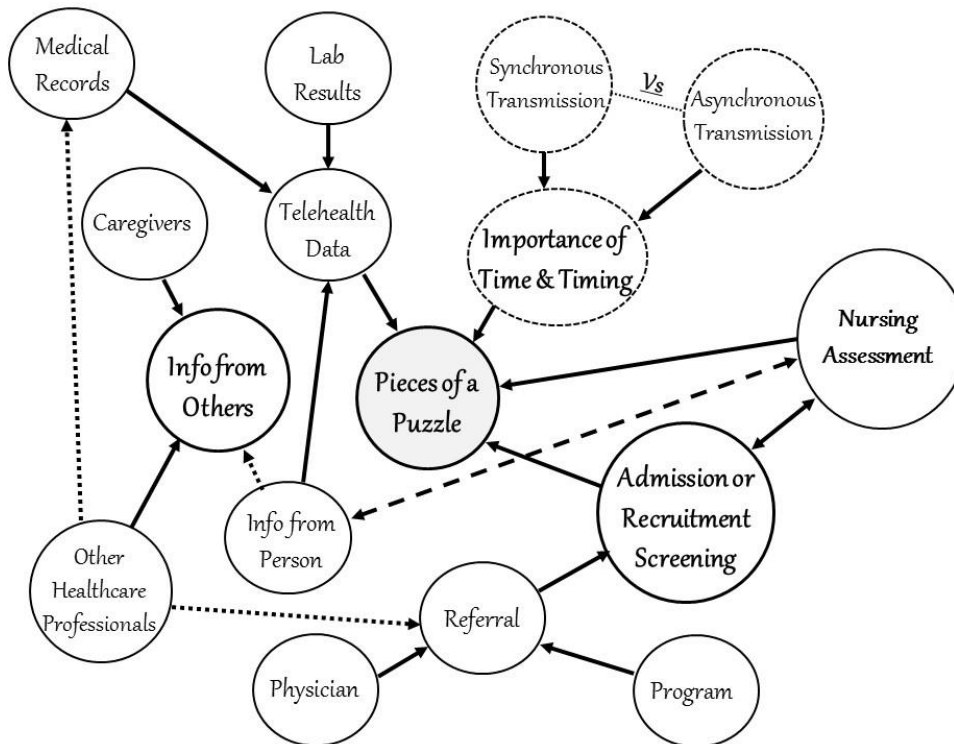 Medical
Records
Lab
Results
Synchronous
Transmission
Vs
Asynchronous
Transmission
Caregivers
Telehealth
Data
Importance of
Time & Timing
Nursing
Assessment
Info from
Others
Pieces of a
Puzzle
Admission or
Recruitment
Screening
Info from
Person
Other
Healthcare
Professionals
Referral
Physician
Program